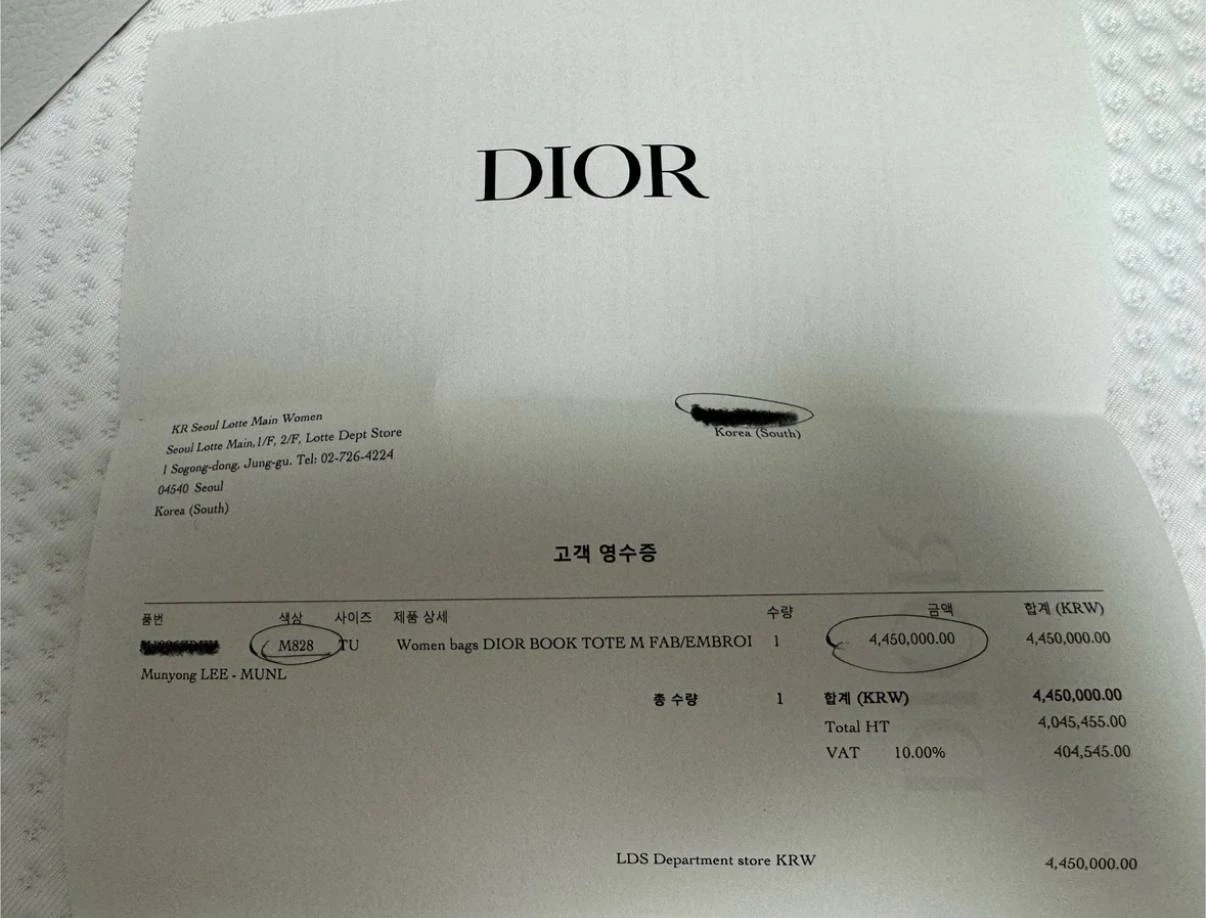 DIOR
KR Seoul Lotte Main Women
Seoul Lotte Main, 1/F, 2/F, Lotte Dept Store
1 Sogong-dong, Jung-gu. Tel: 02-726-4224
04540 Seoul
Korea (South)
Korea (South)
고객 영수증
품번 색상 사이즈 제품 상세 수량 금액 합계 (KRW)
M828 TU Women bags DIOR BOOK TOTE M FAB/EMBROI 1 4,450,000.00 4,450,000.00
Munyong LEE - MUNL
총 수량 1 합계 (KRW) 4,450,000.00
Total HT 4,045,455.00
VAT 10.00% 404,545.00
LDS Department store KRW 4,450,000.00